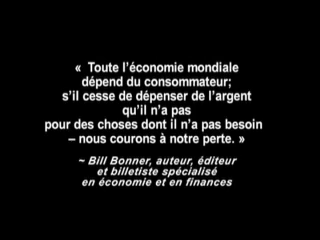 « Toute l'économie mondiale
dépend du consommateur;
s'il cesse de dépenser de l'argent
qu'il n'a pas
pour des choses dont il n'a pas besoin
– nous courons à notre perte. »
~ Bill Bonner, auteur, éditeur
et billetiste spécialisé
en économie et en finances